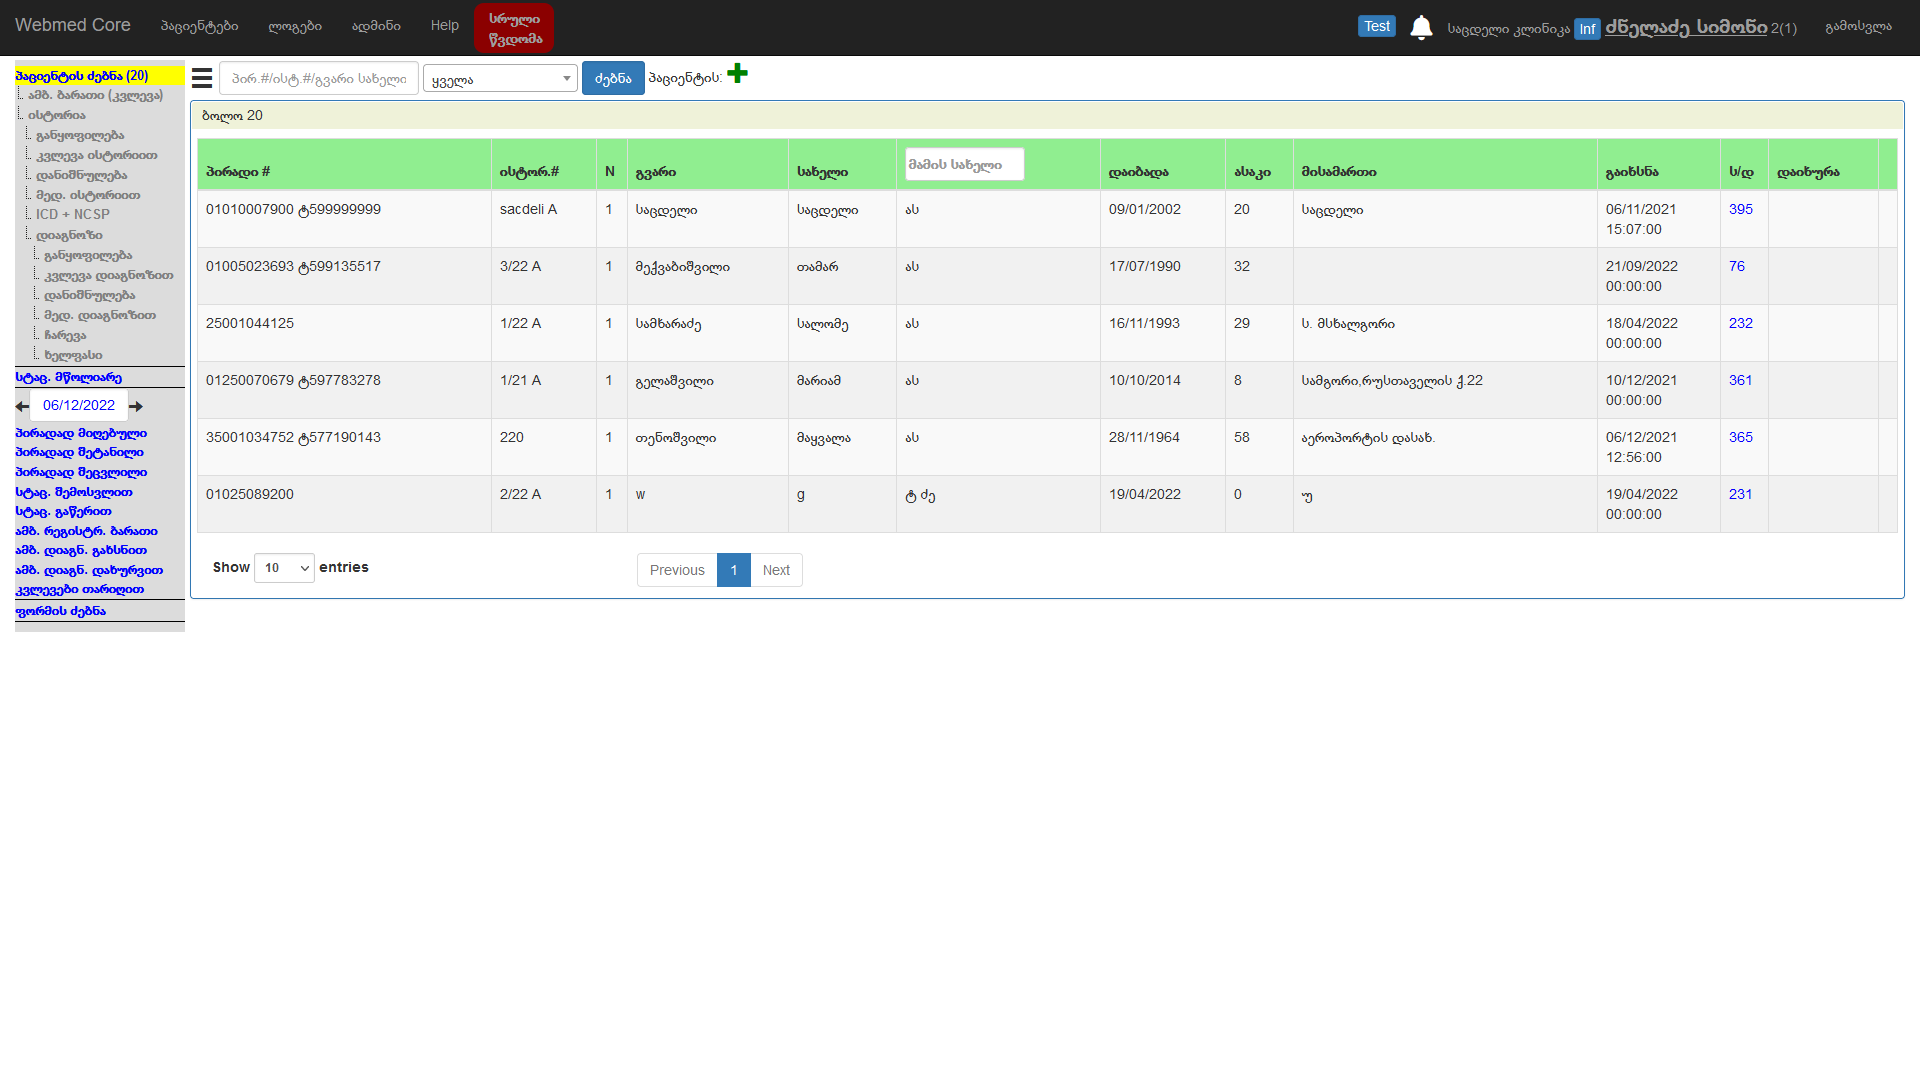 Webmed Core პაციენტები ლოგები ადმინი Help სრული წვდომა Test საცდელი კლინიკა Inf ძნელაძე სიმონი 2(1) გამოსვლა
პაციენტის ძებნა (20)
ამბ. ბარათი (კვლევა)
ისტორია
განყოფილება
კვლევა ისტორიით
დანიშნულება
მედ. ისტორიით
ICD + NCSP
დიაგნოზი
განყოფილება
კვლევა დიაგნოზით
დანიშნულება
მედ. დიაგნოზით
ჩარევა
ხელფასი
სტაც. მწოლიარე
06/12/2022
პირადად მიღებული
პირადად შეტანილი
პირადად შეცვლილი
სტაც. შემოსვლით
სტაც. გაწერით
ამბ. რეგისტრ. ბარათი
ამბ. დიაგნ. გახსნით
ამბ. დიაგნ. დახურვით
კვლევები თარიღით
ფორმის ძებნა
პირ.#/ისტ.#/გვარი სახელი ყველა ძებნა პაციენტის:
ბოლო 20
პირადი # ისტორ.# N გვარი სახელი მამის სახელი დაიბადა ასაკი მისამართი გაიხსნა ს/დ დაიხურა
01010007900 ტ599999999 sacdeli A 1 საცდელი საცდელი ას 09/01/2002 20 საცდელი 06/11/2021 15:07:00 395
01005023693 ტ599135517 3/22 A 1 მექვაბიშვილი თამარ ას 17/07/1990 32 21/09/2022 00:00:00 76
25001044125 1/22 A 1 სამხარაძე სალომე ას 16/11/1993 29 ს. მსხალგორი 18/04/2022 00:00:00 232
01250070679 ტ597783278 1/21 A 1 გელაშვილი მარიამ ას 10/10/2014 8 სამგორი,რუსთაველის ქ.22 10/12/2021 00:00:00 361
35001034752 ტ577190143 220 1 თენოშვილი მაყვალა ას 28/11/1964 58 აეროპორტის დასახ. 06/12/2021 12:56:00 365
01025089200 2/22 A 1 w g ტ ძე 19/04/2022 0 უ 19/04/2022 00:00:00 231
Show 10 entries Previous 1 Next